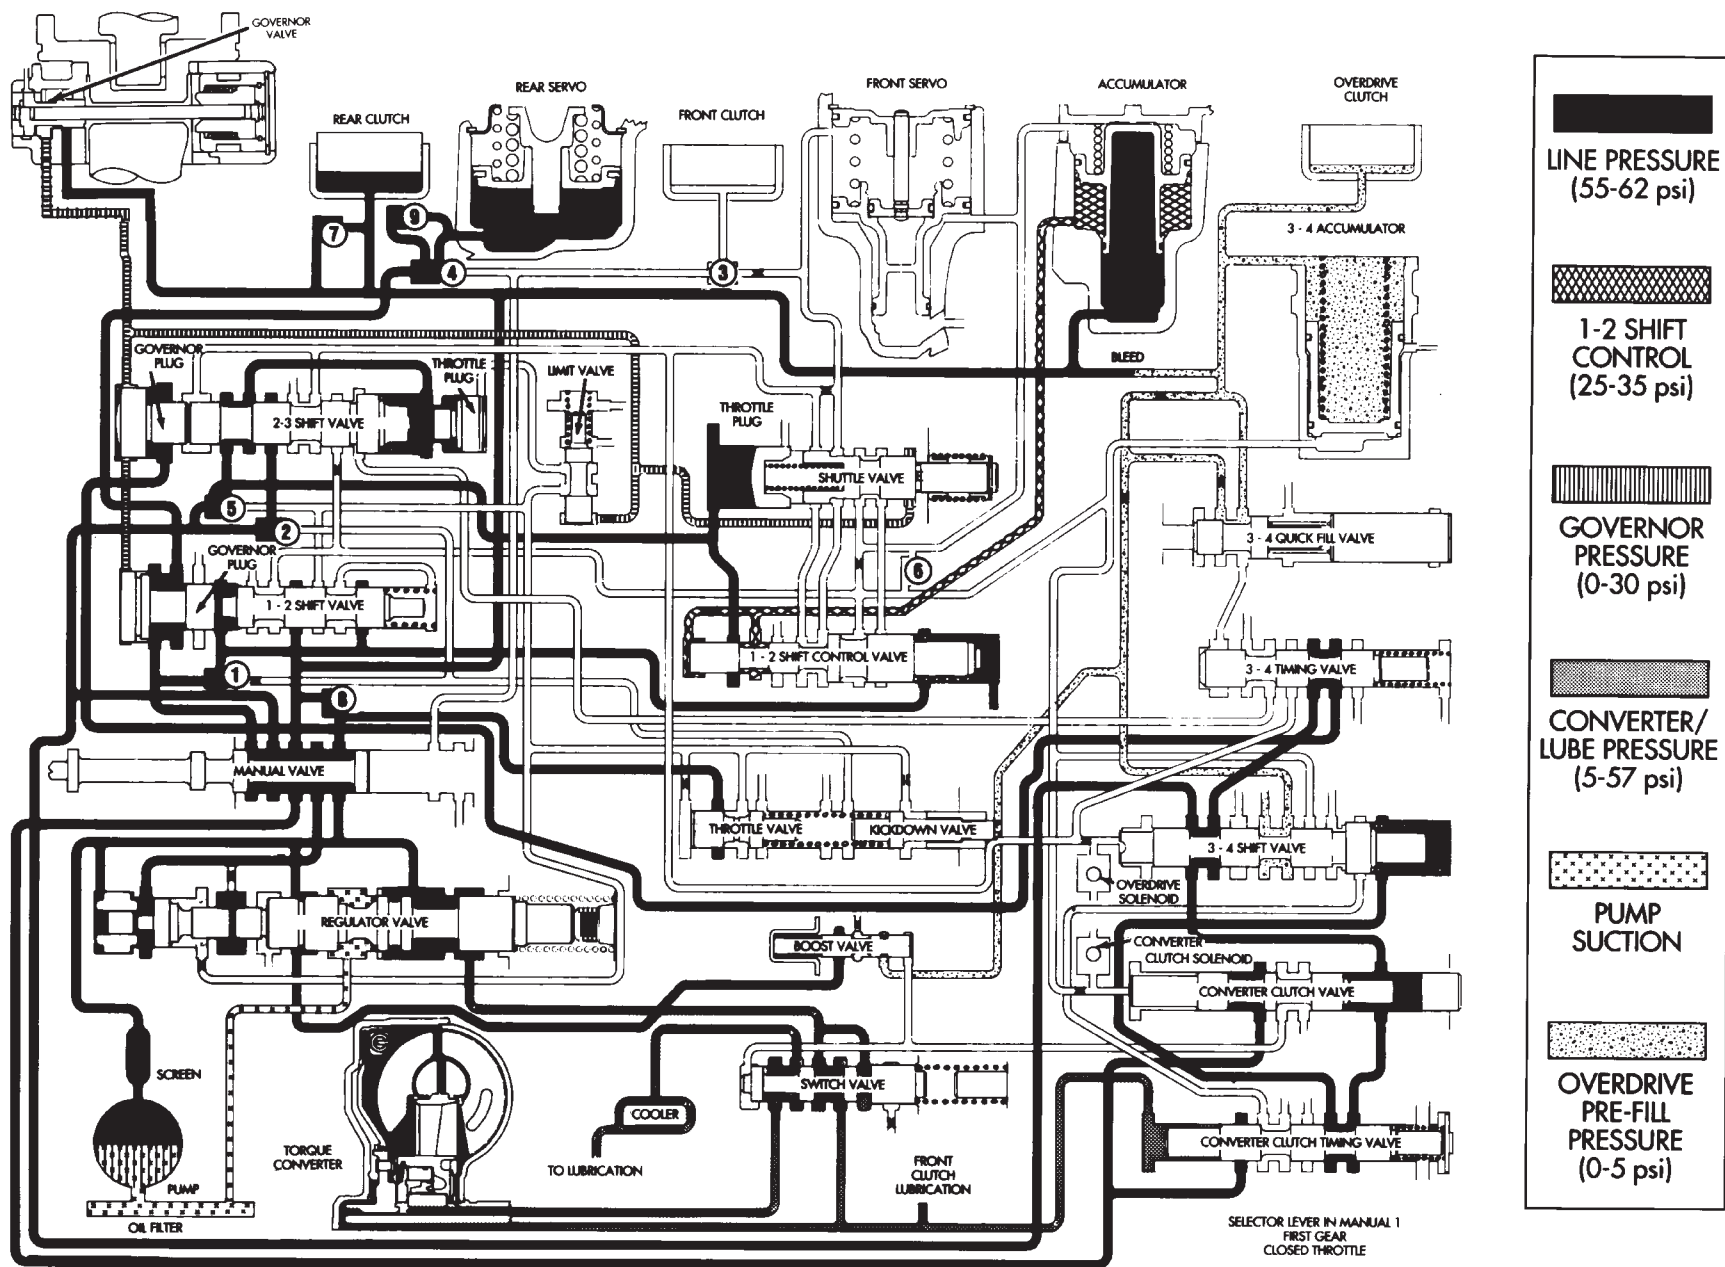 GOVERNOR
VALVE
REAR SERVO
FRONT SERVO
ACCUMULATOR
OVERDRIVE
CLUTCH
REAR CLUTCH
FRONT CLUTCH
9
7
4
3
3 - 4 ACCUMULATOR
GOVERNOR
PLUG
THROTTLE
PLUG
LIMIT VALVE
BLEED
2-3 SHIFT VALVE
THROTTLE
PLUG
SHUTTLE VALVE
5
2
GOVERNOR
PLUG
3 - 4 QUICK FILL VALVE
6
1 - 2 SHIFT VALVE
1 - 2 SHIFT CONTROL VALVE
3 - 4 TIMING VALVE
1
8
MANUAL VALVE
THROTTLE VALVE
KICKDOWN VALVE
3 - 4 SHIFT VALVE
OVERDRIVE
SOLENOID
REGULATOR VALVE
BOOST VALVE
CONVERTER
CLUTCH SOLENOID
CONVERTER CLUTCH VALVE
SCREEN
SWITCH VALVE
COOLER
TORQUE
CONVERTER
TO LUBRICATION
FRONT
CLUTCH
LUBRICATION
CONVERTER CLUTCH TIMING VALVE
PUMP
OIL FILTER
SELECTOR LEVER IN MANUAL 1
FIRST GEAR
CLOSED THROTTLE
LINE PRESSURE
(55-62 psi)
1-2 SHIFT
CONTROL
(25-35 psi)
GOVERNOR
PRESSURE
(0-30 psi)
CONVERTER/
LUBE PRESSURE
(5-57 psi)
PUMP
SUCTION
OVERDRIVE
PRE-FILL
PRESSURE
(0-5 psi)